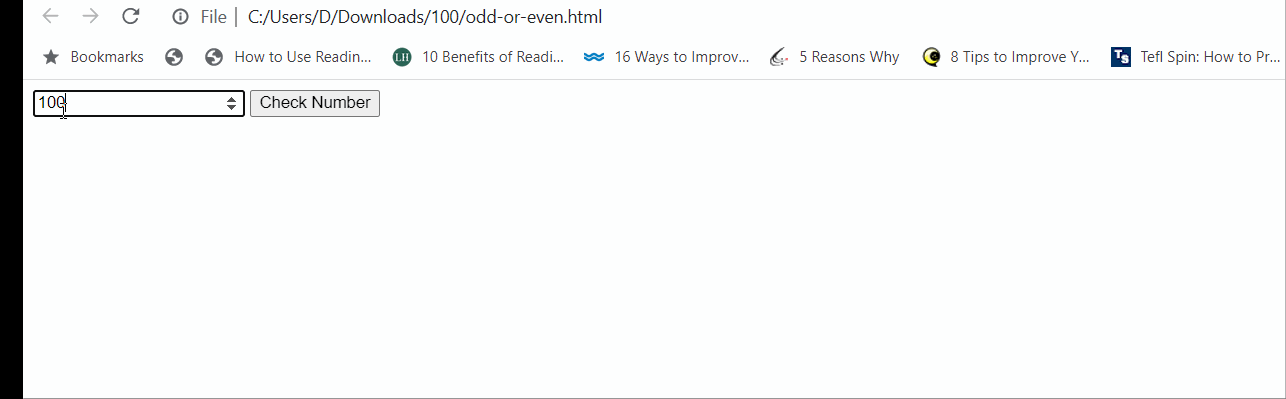 File C:/Users/D/Downloads/100/odd-or-even.html
Bookmarks LH How to Use Readin... 10 Benefits of Readi... 16 Ways to Improv... 5 Reasons Why 8 Tips to Improve Y... Ts Tefl Spin: How to Pr...
100 Check Number